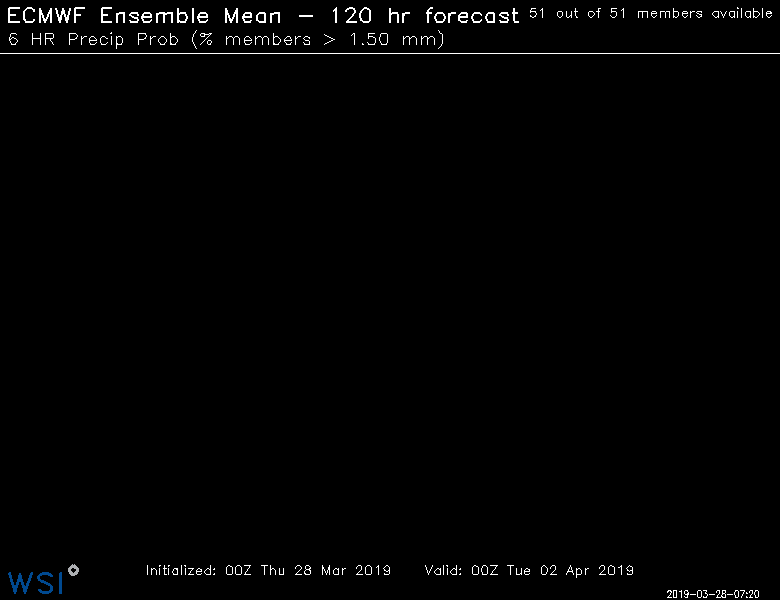 ECMWF Ensemble Mean – 120 hr forecast 51 out of 51 members available
6 HR Precip Prob (% members > 1.50 mm)
Initialized: 00Z Thu 28 Mar 2019 Valid: 00Z Tue 02 Apr 2019
WSI
2019-03-28-07:20